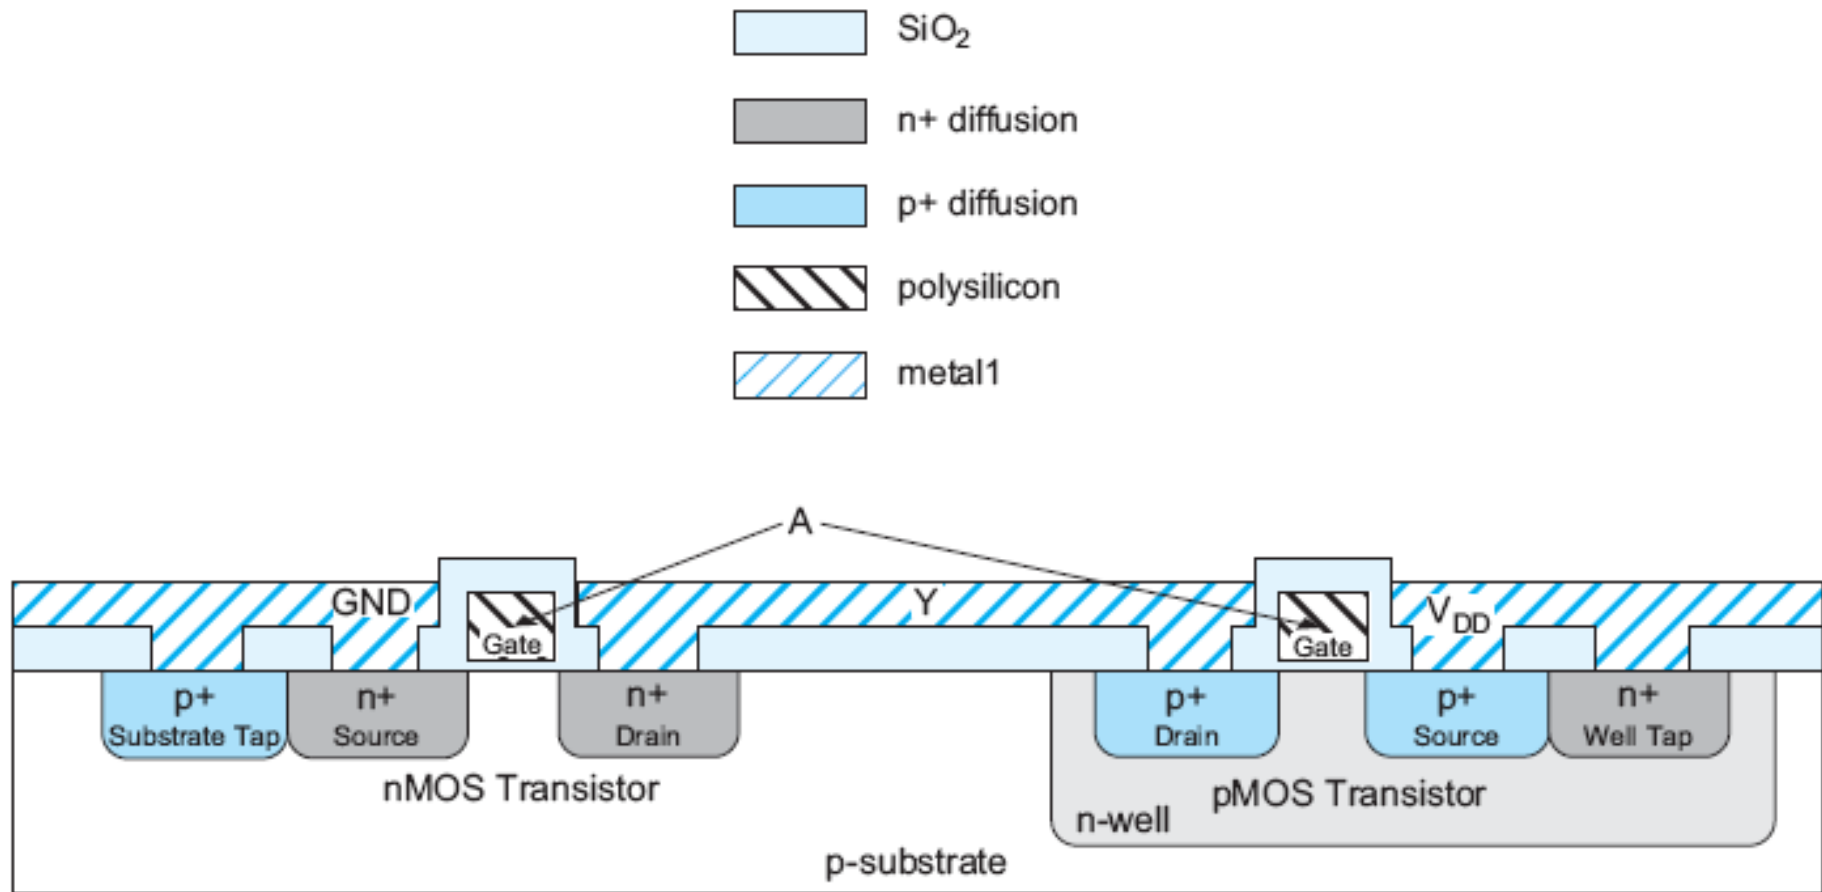 SiO2
n+ diffusion
p+ diffusion
polysilicon
metal1
A
GND
Y
VDD
Gate
Gate
p+
Substrate Tap
n+
Source
n+
Drain
p+
Drain
p+
Source
n+
Well Tap
nMOS Transistor
pMOS Transistor
n-well
p-substrate